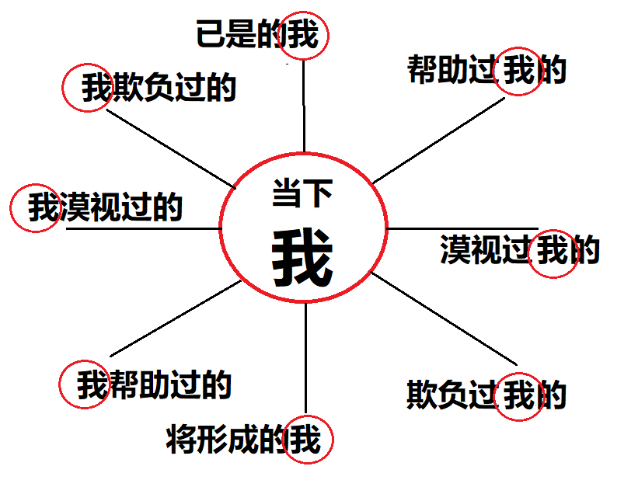 已是的我
帮助过我的
我欺负过的
当下
我
我漠视过的
漠视过我的
我帮助过的
欺负过我的
将形成的我